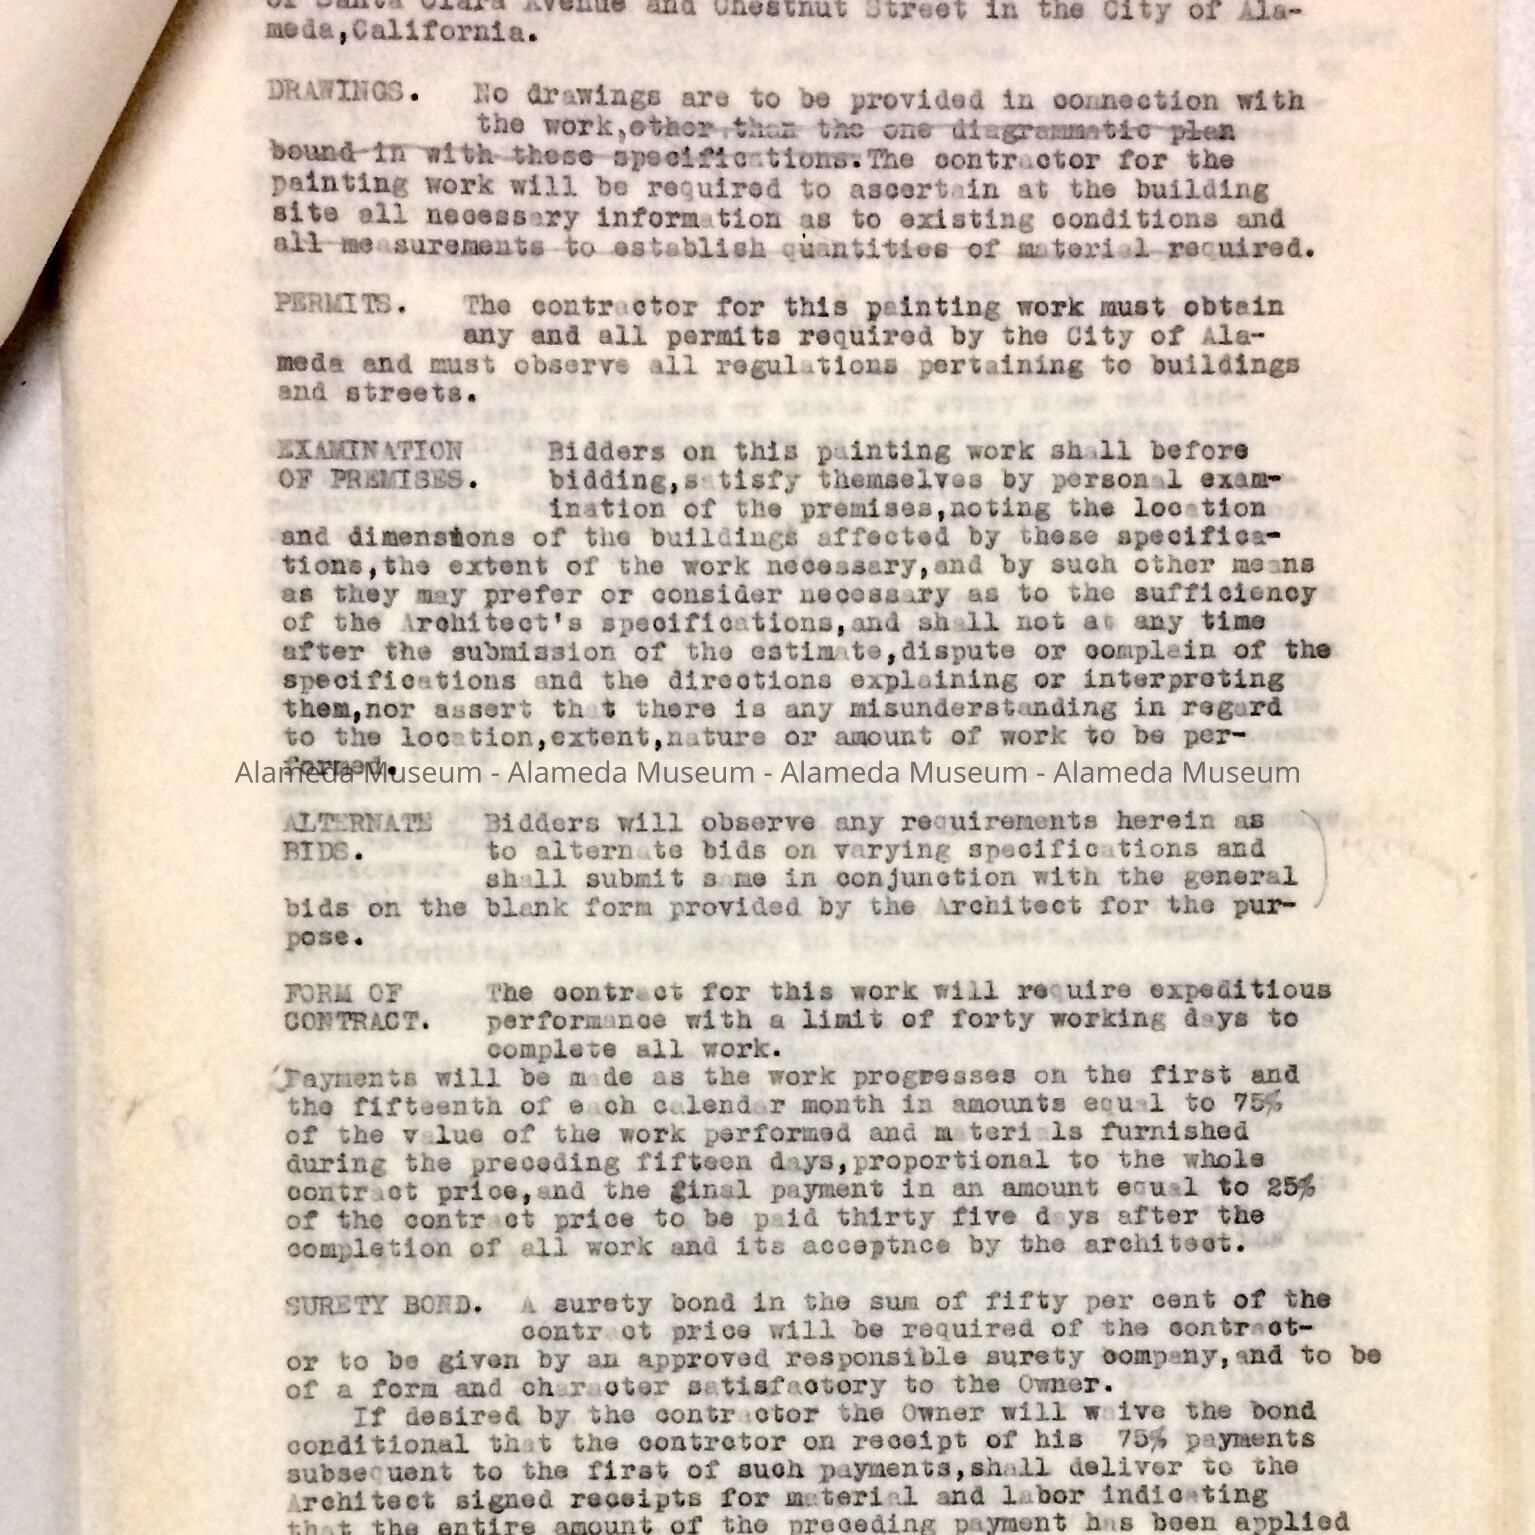 of Santa Clara Avenue and Chestnut Street in the City of Ala-
meda,California.
DRAWINGS. No drawings are to be provided in connection with
the work,other than the one diagrammatic plan
bound in with these specifications.The contractor for the
painting work will be required to ascertain at the building
site all necessary information as to existing conditions and
all measurements to establish quantities of material required.
PERMITS. The contractor for this painting work must obtain
any and all permits required by the City of Ala-
meda and must observe all regulations pertaining to buildings
and streets.
EXAMINATION Bidders on this painting work shall before
OF PREMISES. bidding,satisfy themselves by personal exam-
ination of the premises,noting the location
and dimensions of the buildings affected by these specifica-
tions,the extent of the work necessary,and by such other means
as they may prefer or consider necessary as to the sufficiency
of the Architect's specifications,and shall not at any time
after the submission of the estimate,dispute or complain of the
specifications and the directions explaining or interpreting
them,nor assert that there is any misunderstanding in regard
to the location,extent,nature or amount of work to be per-
formed.
Alameda Museum - Alameda Museum - Alameda Museum - Alameda Museum
ALTERNATE Bidders will observe any requirements herein as
BIDS. to alternate bids on varying specifications and
shall submit same in conjunction with the general
bids on the blank form provided by the Architect for the pur-
pose.
FORM OF The contract for this work will require expeditious
CONTRACT. performance with a limit of forty working days to
complete all work.
Payments will be made as the work progresses on the first and
the fifteenth of each calendar month in amounts equal to 75%
of the value of the work performed and materials furnished
during the preceding fifteen days,proportional to the whole
contract price,and the ginal payment in an amount equal to 25%
of the contract price to be paid thirty five days after the
completion of all work and its acceptnce by the architect.
SURETY BOND. A surety bond in the sum of fifty per cent of the
contract price will be required of the contract-
or to be given by an approved responsible surety company,and to be
of a form and character satisfactory to the Owner.
If desired by the contractor the Owner will waive the bond
conditional that the contrctor on receipt of his 75% payments
subsequent to the first of such payments,shall deliver to the
Architect signed receipts for material and labor indicating
that the entire amount of the preceding payment has been applied